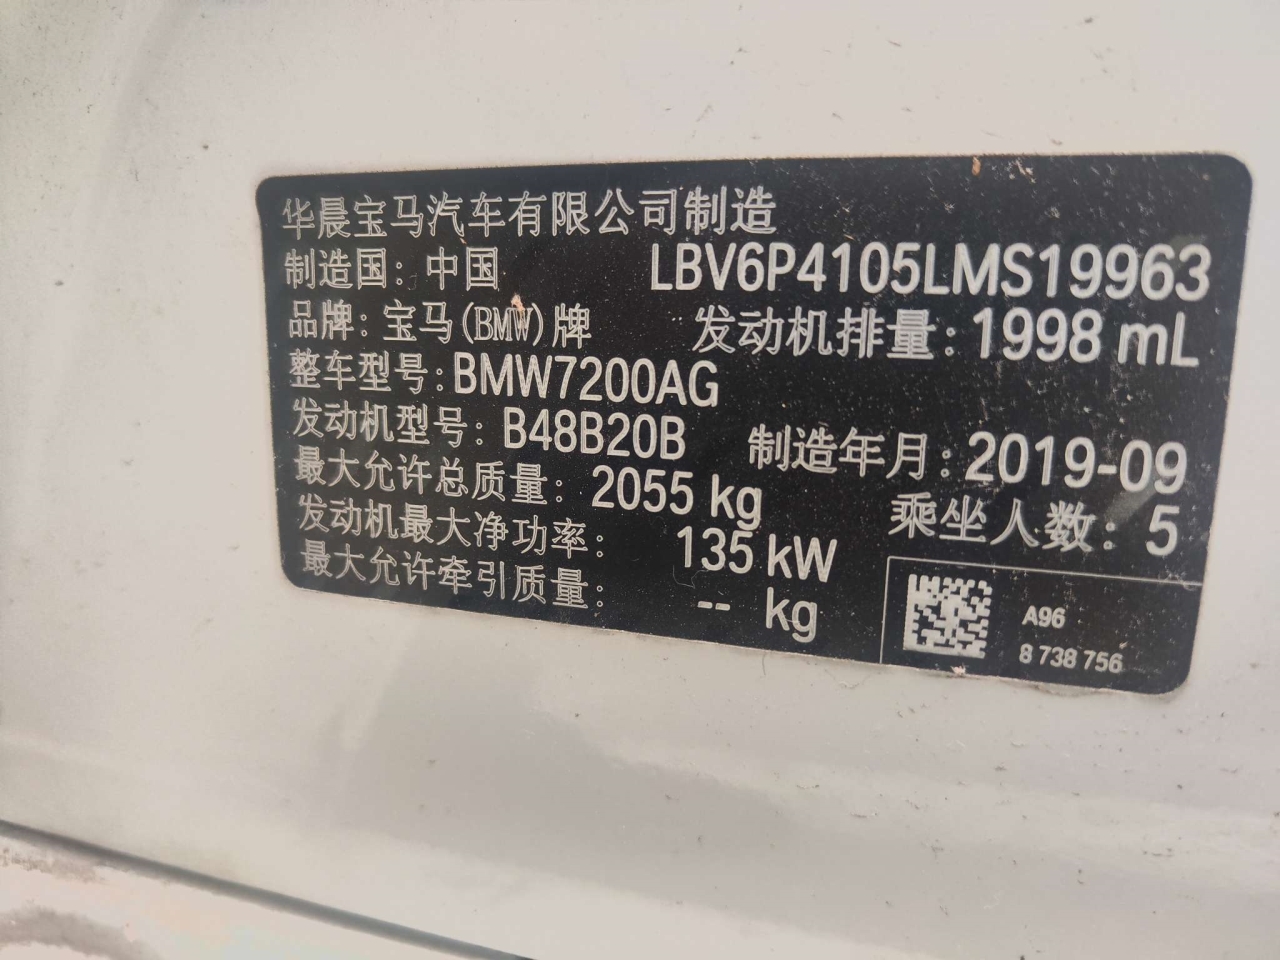 华晨宝马汽车有限公司制造
制造国：中国 LBV6P4105LMS19963
品牌：宝马(BMW)牌 发动机排量：1998 mL
整车型号：BMW7200AG
发动机型号：B48B20B 制造年月：2019-09
最大允许总质量：2055 kg 乘坐人数：5
发动机最大净功率：135 kW
最大允许牵引质量：-- kg
A96
8 738 756